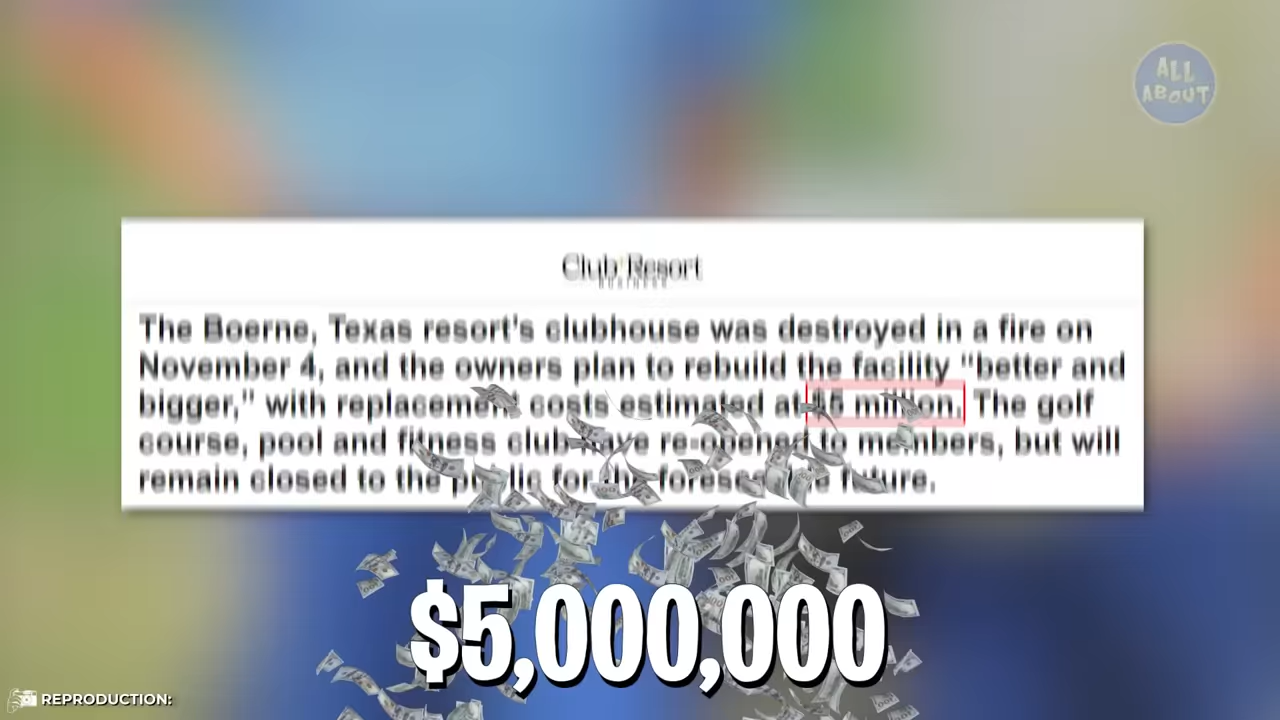 ALL
ABOUT
Club Resort
BUSINESS
The Boerne, Texas resort's clubhouse was destroyed in a fire on
November 4, and the owners plan to rebuild the facility "better and
bigger," with replacement costs estimated at $5 million. The golf
course, pool and fitness club have re-opened to members, but will
remain closed to the public for the foreseeable future.
$5,000,000
REPRODUCTION: